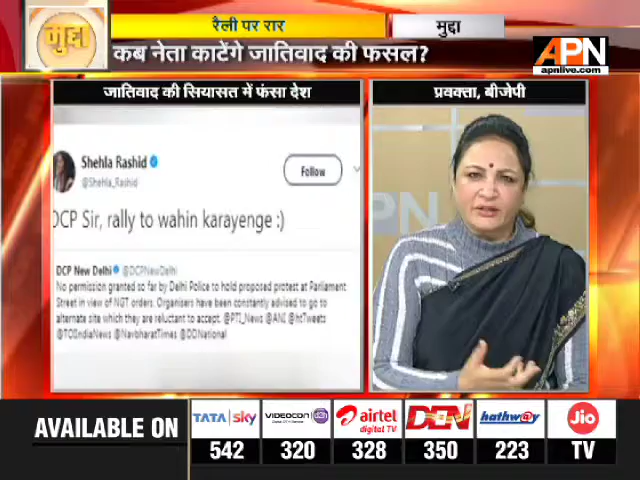 मुद्दा
रैली पर रार
मुद्दा
कब नेता काटेंगे जातिवाद की फसल?
APN
apnlive.com
जातिवाद की सियासत में फंसा देश
प्रवक्ता, बीजेपी
Shehla Rashid
@Shehla_Rashid
Follow
DCP Sir, rally to wahin karayenge :)
DCP New Delhi @DCPNewDelhi
No permission granted so far by Delhi Police to hold proposed protest at Parliament
Street in view of NGT orders. Organisers have been constantly advised to go to
alternate site which they are reluctant to accept. @PTI_News @ANI @htTweets
@TOSIndiaNews @NavbharatTimes @DDNational
PN
AVAILABLE ON
TATA sky
VIDEOCON d2h
airtel
digital TV
DEN
hathway
Jio
542
320
328
350
223
TV